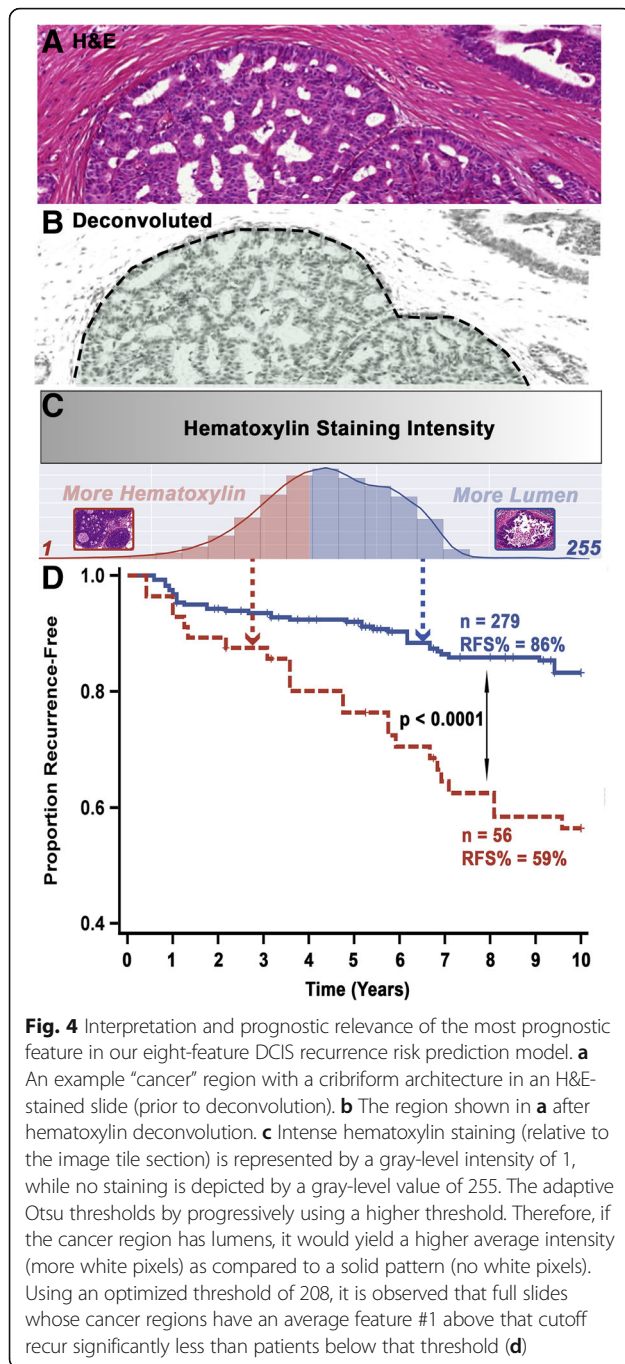 A H&E
B Deconvoluted
C
Hematoxylin Staining Intensity
More Hematoxylin
More Lumen
1
255
D
1.0
0.8
0.6
0.4
Proportion Recurrence-Free
n = 279
RFS% = 86%
p < 0.0001
n = 56
RFS% = 59%
0 1 2 3 4 5 6 7 8 9 10
Time (Years)
Fig. 4 Interpretation and prognostic relevance of the most prognostic
feature in our eight-feature DCIS recurrence risk prediction model. a
An example “cancer” region with a cribriform architecture in an H&E-
stained slide (prior to deconvolution). b The region shown in a after
hematoxylin deconvolution. c Intense hematoxylin staining (relative to
the image tile section) is represented by a gray-level intensity of 1,
while no staining is depicted by a gray-level value of 255. The adaptive
Otsu thresholds by progressively using a higher threshold. Therefore, if
the cancer region has lumens, it would yield a higher average intensity
(more white pixels) as compared to a solid pattern (no white pixels).
Using an optimized threshold of 208, it is observed that full slides
whose cancer regions have an average feature #1 above that cutoff
recur significantly less than patients below that threshold (d)